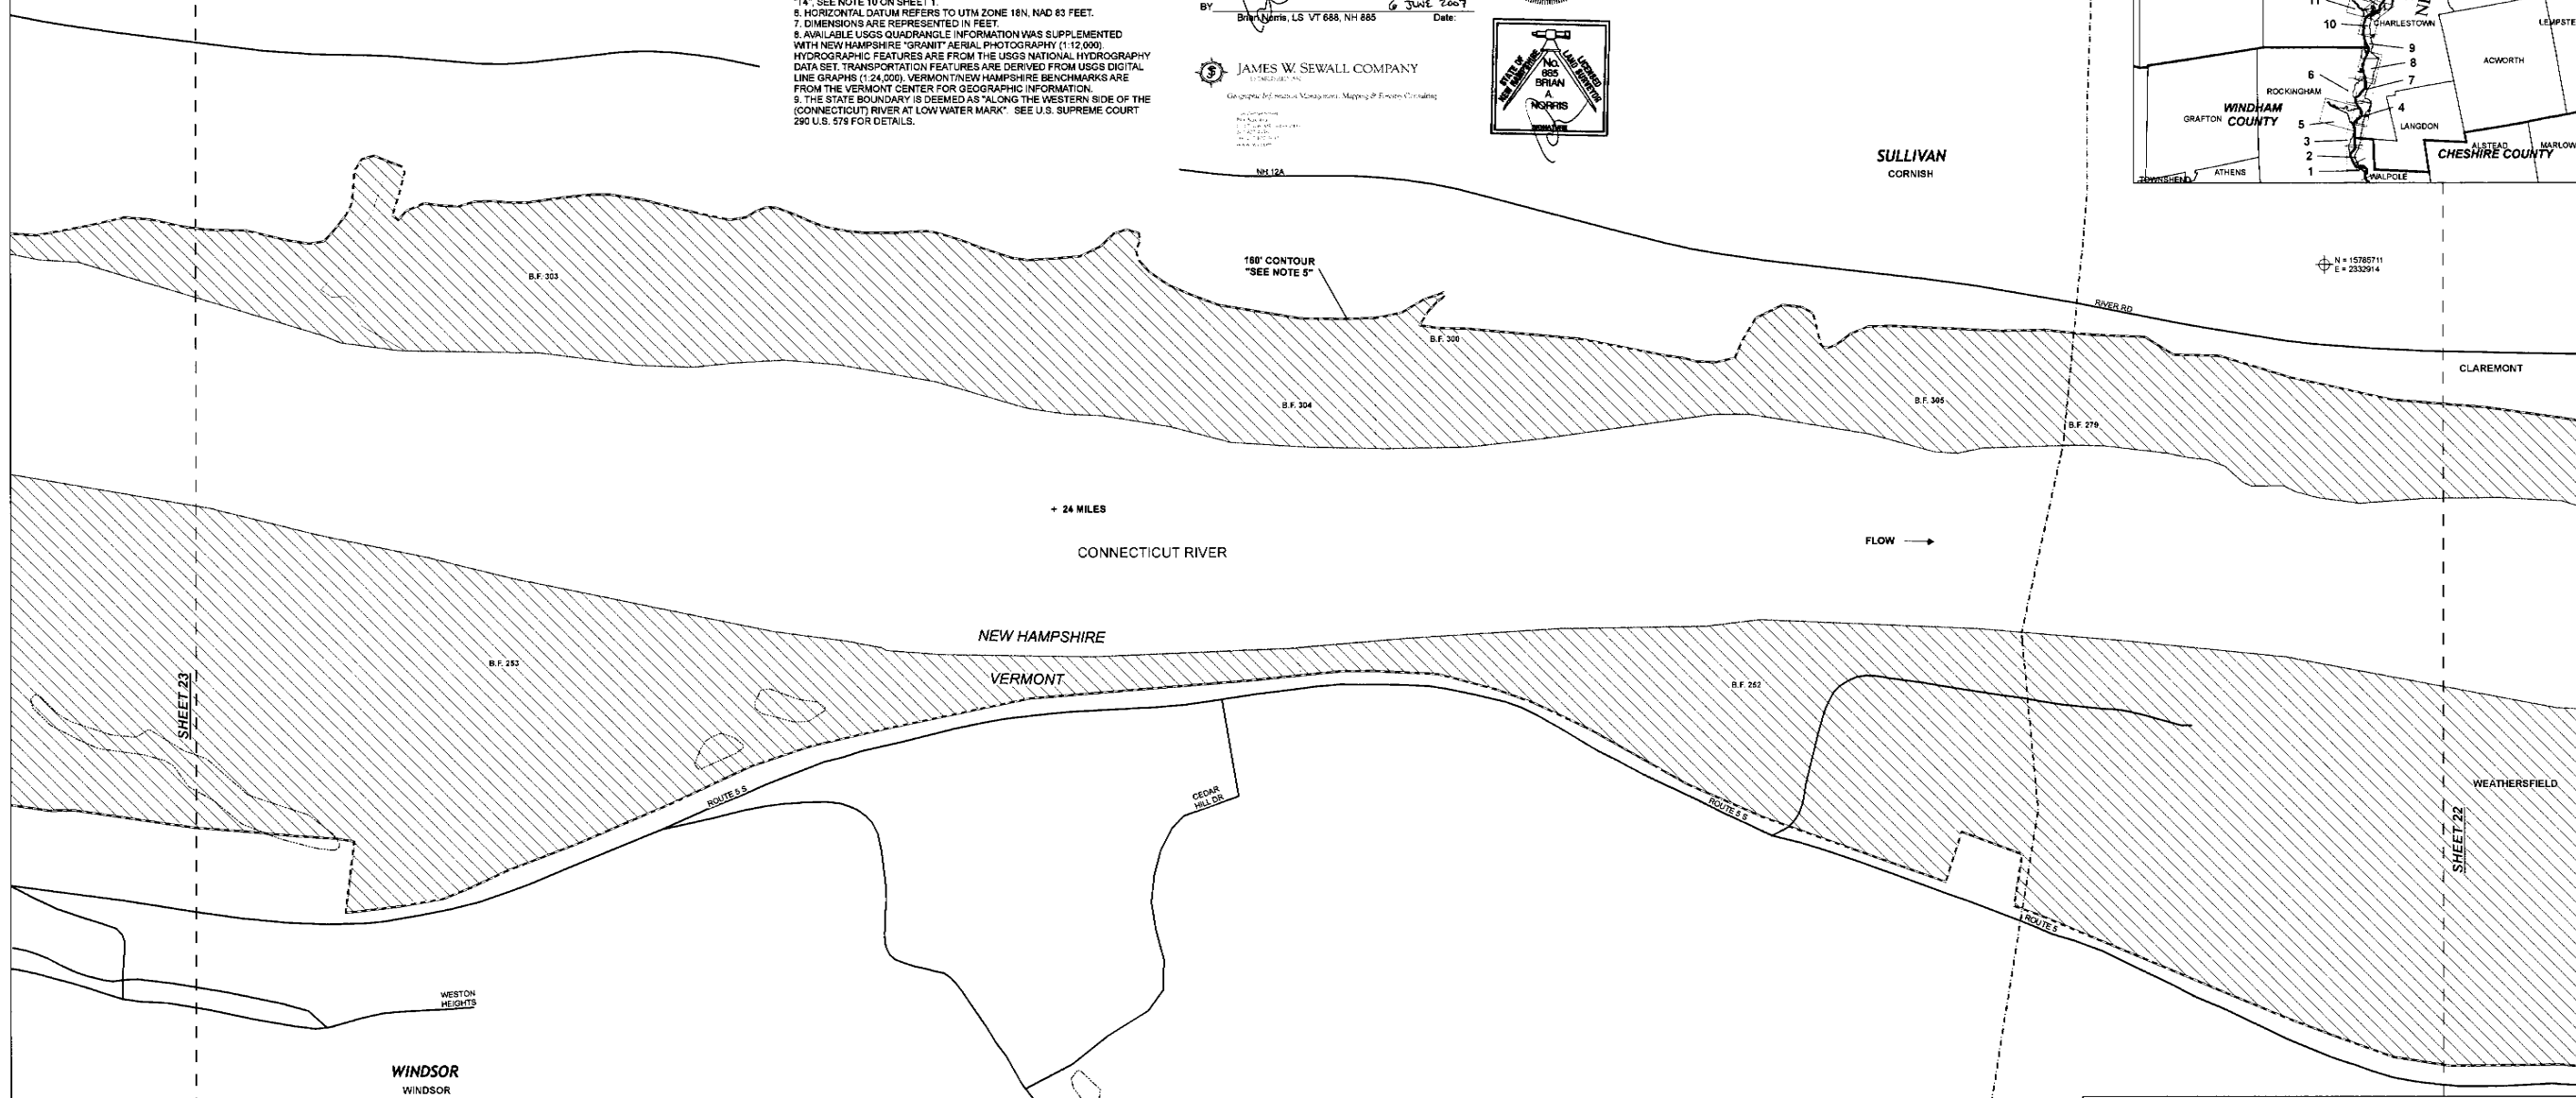 "14", SEE NOTE 10 ON SHEET 1.
6. HORIZONTAL DATUM REFERS TO UTM ZONE 18N, NAD 83 FEET.
7. DIMENSIONS ARE REPRESENTED IN FEET.
8. AVAILABLE USGS QUADRANGLE INFORMATION WAS SUPPLEMENTED
WITH NEW HAMPSHIRE "GRANIT" AERIAL PHOTOGRAPHY (1:12,000).
HYDROGRAPHIC FEATURES ARE FROM THE USGS NATIONAL HYDROGRAPHY
DATA SET. TRANSPORTATION FEATURES ARE DERIVED FROM USGS DIGITAL
LINE GRAPHS (1:24,000). VERMONT/NEW HAMPSHIRE BENCHMARKS ARE
FROM THE VERMONT CENTER FOR GEOGRAPHIC INFORMATION.
9. THE STATE BOUNDARY IS DEEMED AS "ALONG THE WESTERN SIDE OF THE
(CONNECTICUT) RIVER AT LOW WATER MARK". SEE U.S. SUPREME COURT
290 U.S. 579 FOR DETAILS.
BY 6 JUNE 2007
Brian Norris, LS VT 688, NH 885 Date:
JAMES W. SEWALL COMPANY
Geographic Information Management, Mapping & Forestry Consulting
STATE OF NEW HAMPSHIRE
LICENSED LAND SURVEYOR
No.
885
BRIAN
A.
NORRIS
SIGNATURE
11
10
CHARLESTOWN
LEMPSTE
9
8
ACWORTH
7
6
ROCKINGHAM
4
WINDHAM
COUNTY
GRAFTON
5
LANGDON
3
ALSTEAD
MARLOW
2
CHESHIRE COUNTY
1
ATHENS
WALPOLE
TOWNSHEND
NH 12A
SULLIVAN
CORNISH
N = 15785711
E = 2332914
B.F. 303
180' CONTOUR
"SEE NOTE 5"
RIVER RD
B.F. 300
CLAREMONT
B.F. 304
B.F. 305
B.F. 279
+ 24 MILES
CONNECTICUT RIVER
FLOW
NEW HAMPSHIRE
VERMONT
B.F. 253
B.F. 252
SHEET 23
ROUTE 5 S
CEDAR
HILL DR
ROUTE 5 S
WEATHERSFIELD
SHEET 22
ROUTE 5
WESTON
HEIGHTS
WINDSOR
WINDSOR